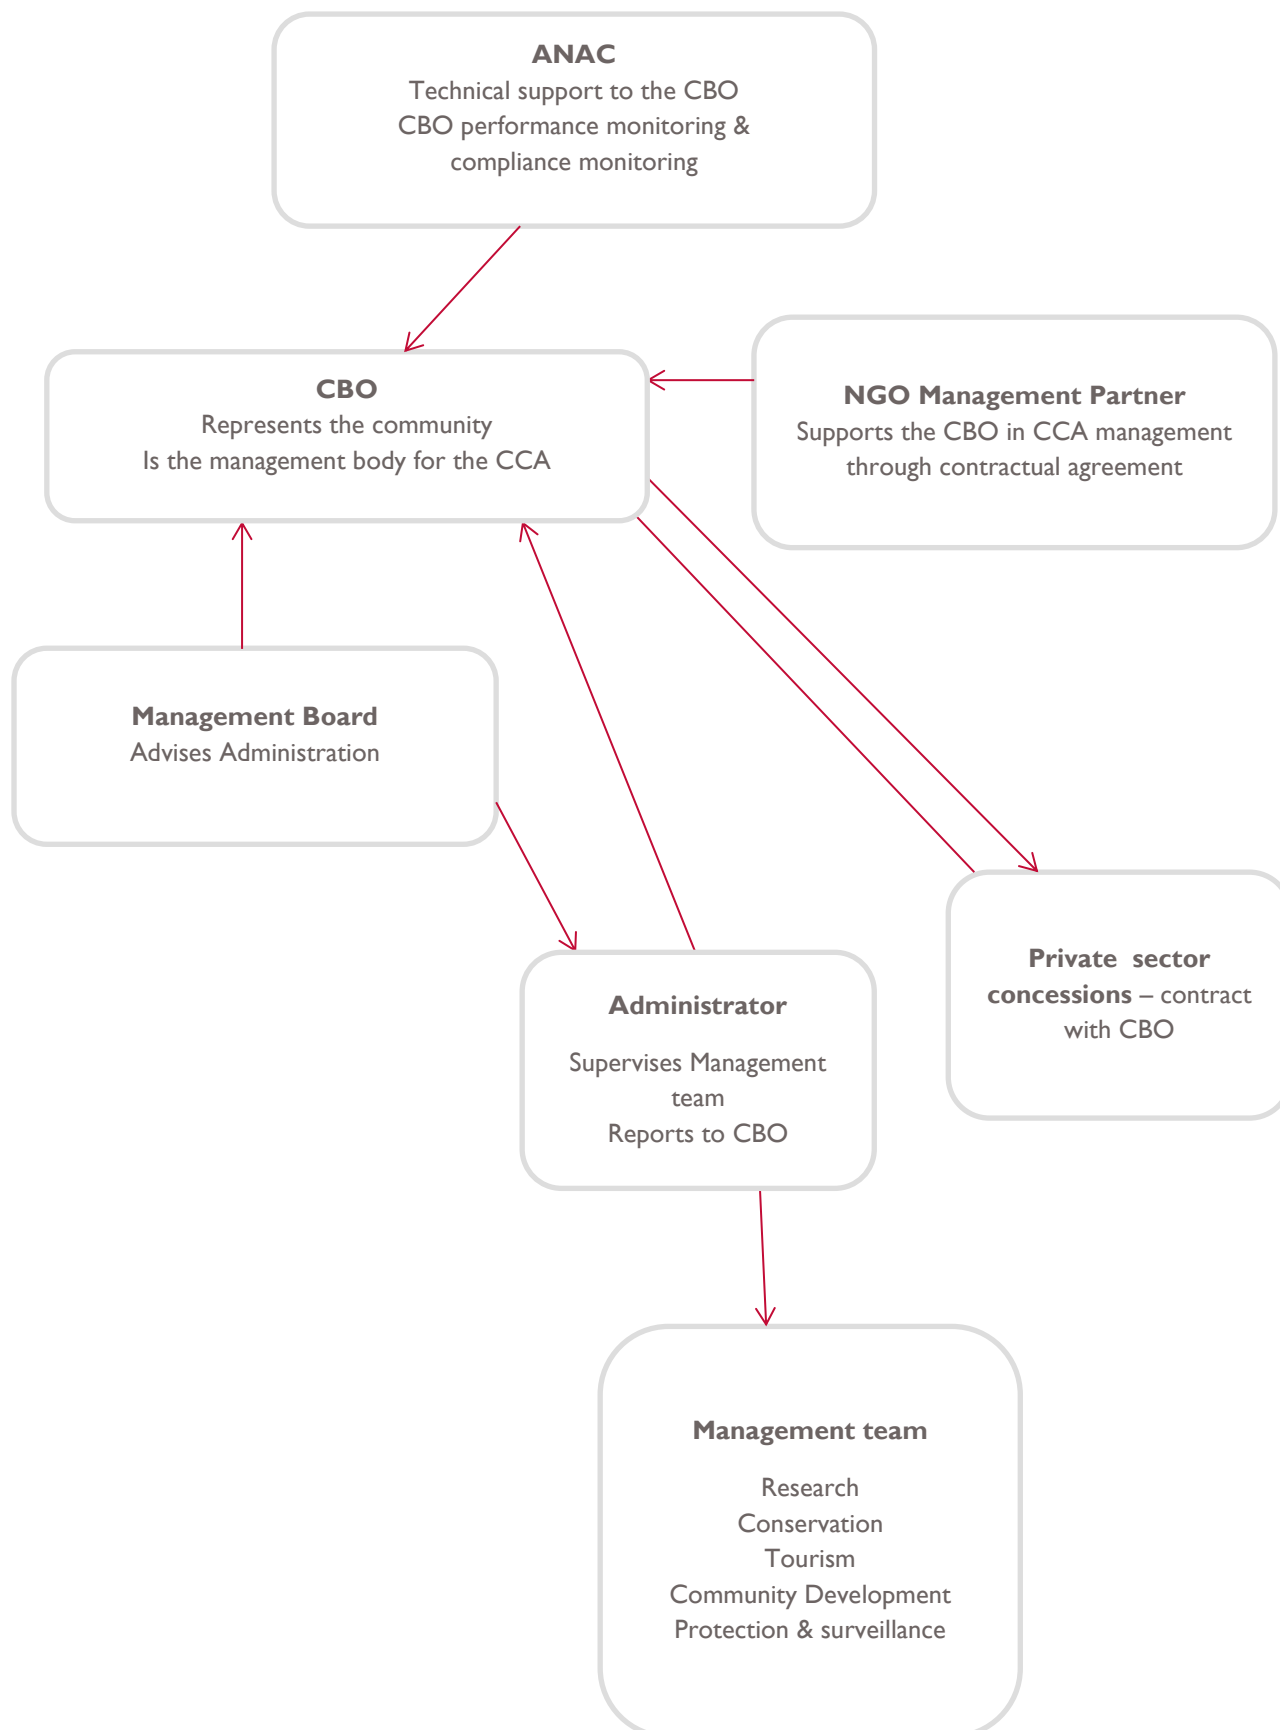 ANAC
Technical support to the CBO
CBO performance monitoring &
compliance monitoring
CBO
Represents the community
Is the management body for the CCA
NGO Management Partner
Supports the CBO in CCA management
through contractual agreement
Management Board
Advises Administration
Administrator
Supervises Management
team
Reports to CBO
Private sector
concessions – contract
with CBO
Management team
Research
Conservation
Tourism
Community Development
Protection & surveillance